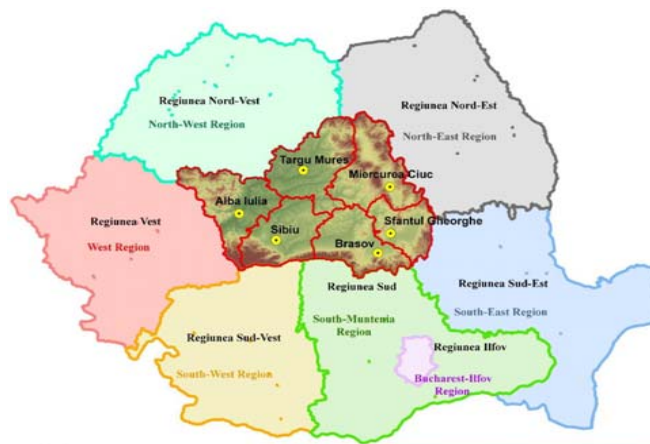 Regiunea Nord-Vest
North-West Region
Regiunea Nord-Est
North-East Region
Targu Mures
Miercurea Ciuc
Alba Iulia
Sfantul Gheorghe
Sibiu
Brasov
Regiunea Vest
West Region
Regiunea Sud-Est
South-East Region
Regiunea Sud
South-Muntenia
Region
Regiunea Sud-Vest
South-West Region
Regiunea Ilfov
Bucharest-Ilfov
Region